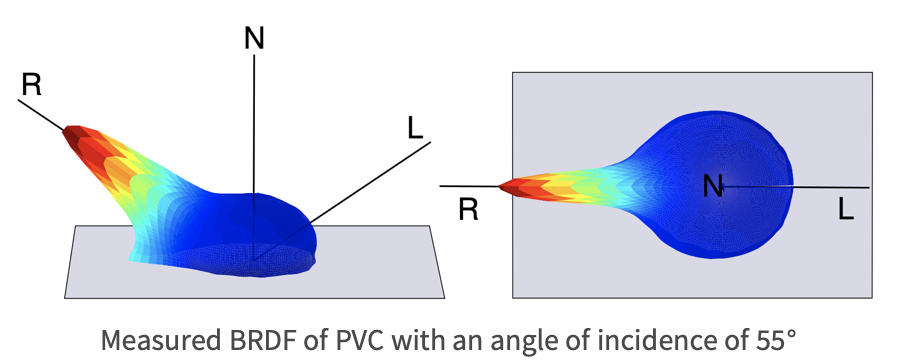 N
R
L
N
R
L
Measured BRDF of PVC with an angle of incidence of 55°